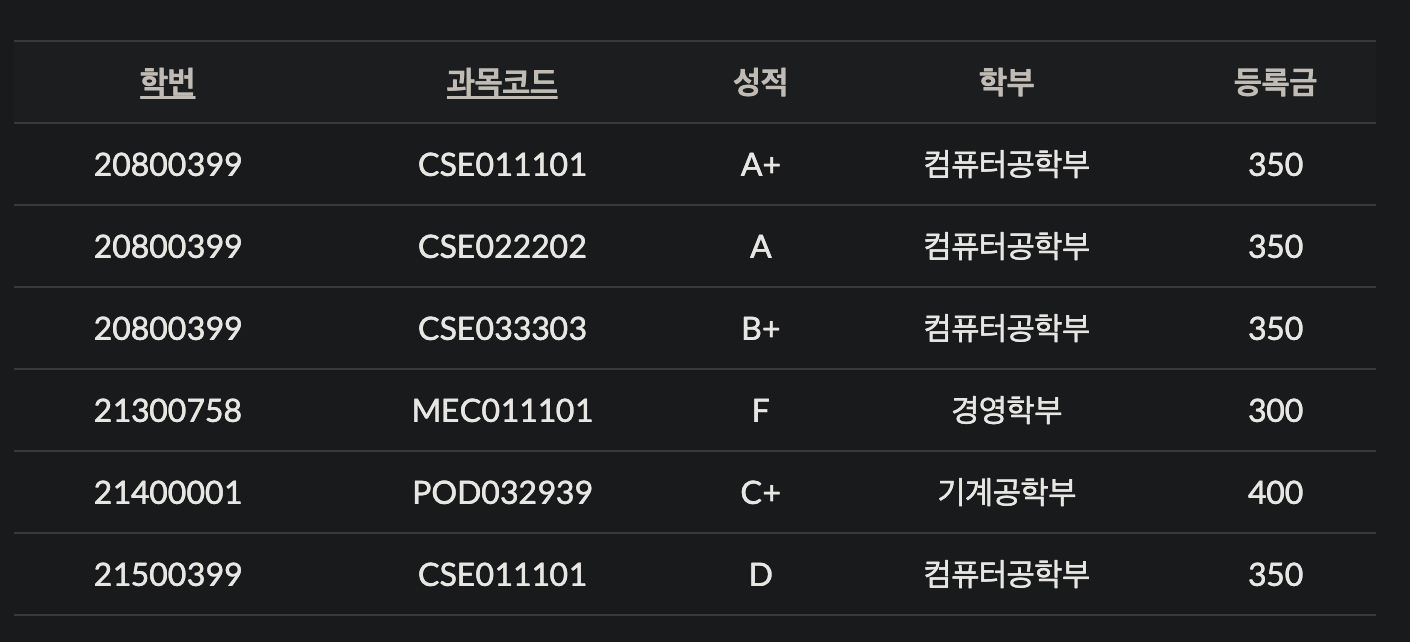 학번 과목코드 성적 학부 등록금
20800399 CSE011101 A+ 컴퓨터공학부 350
20800399 CSE022202 A 컴퓨터공학부 350
20800399 CSE033303 B+ 컴퓨터공학부 350
21300758 MEC011101 F 경영학부 300
21400001 POD032939 C+ 기계공학부 400
21500399 CSE011101 D 컴퓨터공학부 350